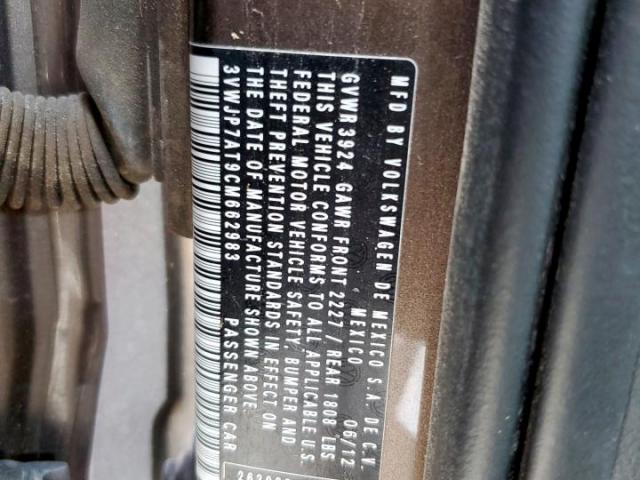 MFD BY VOLKSWAGEN DE MEXICO S.A. DE C.V.
, MEXICO 06/12
GVWR 3924 GAWR FRONT 2227 / REAR 1808 LBS
THIS VEHICLE CONFORMS TO ALL APPLICABLE U.S.
FEDERAL MOTOR VEHICLE SAFETY, BUMPER AND
THEFT PREVENTION STANDARDS IN EFFECT ON
THE DATE OF MANUFACTURE SHOWN ABOVE.
3VWJP7AT9CM662983 PASSENGER CAR